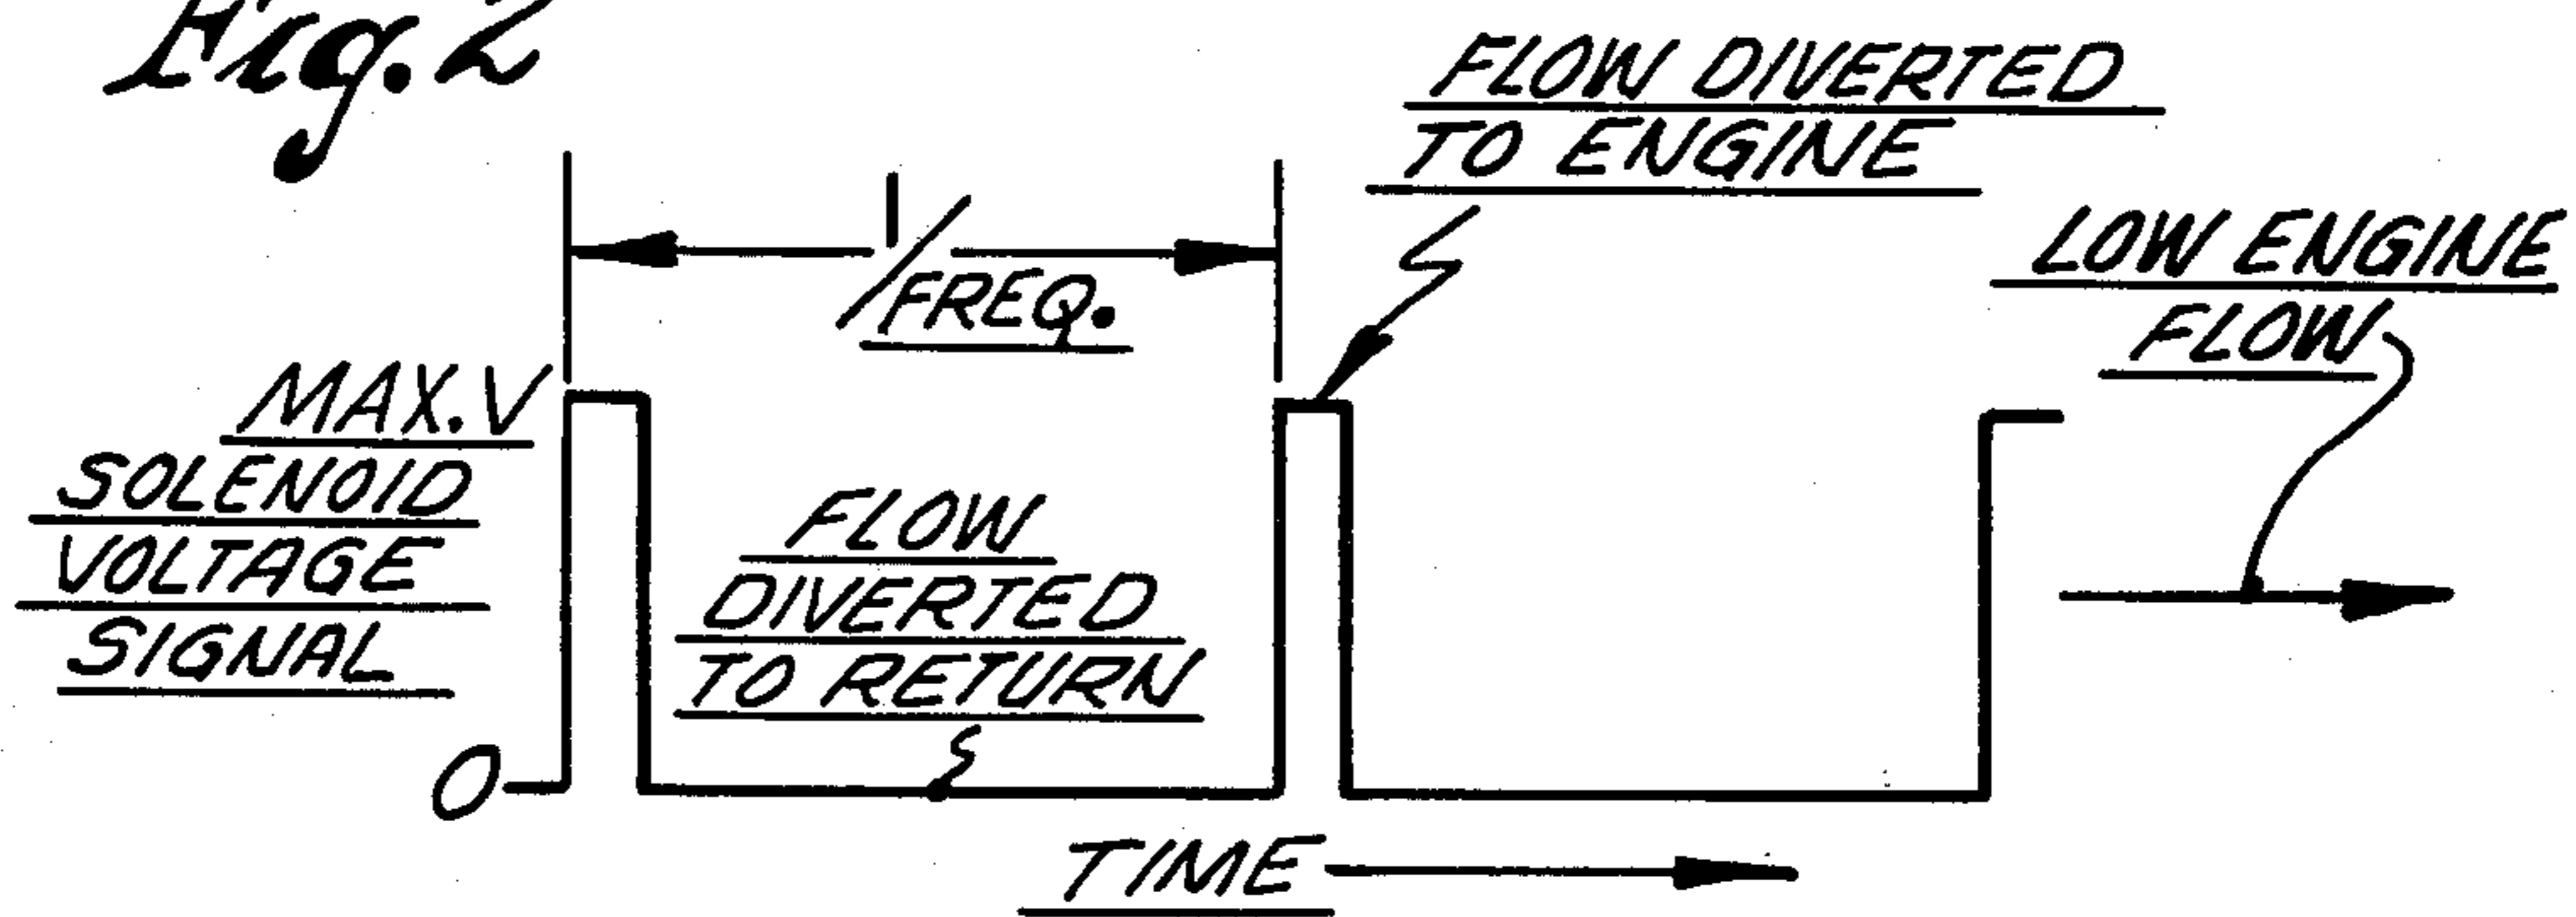 Fig. 2
FLOW DIVERTED
TO ENGINE
1/FREQ.
LOW ENGINE
FLOW
MAX. V
SOLENOID
VOLTAGE
SIGNAL
FLOW
DIVERTED
TO RETURN
0
TIME